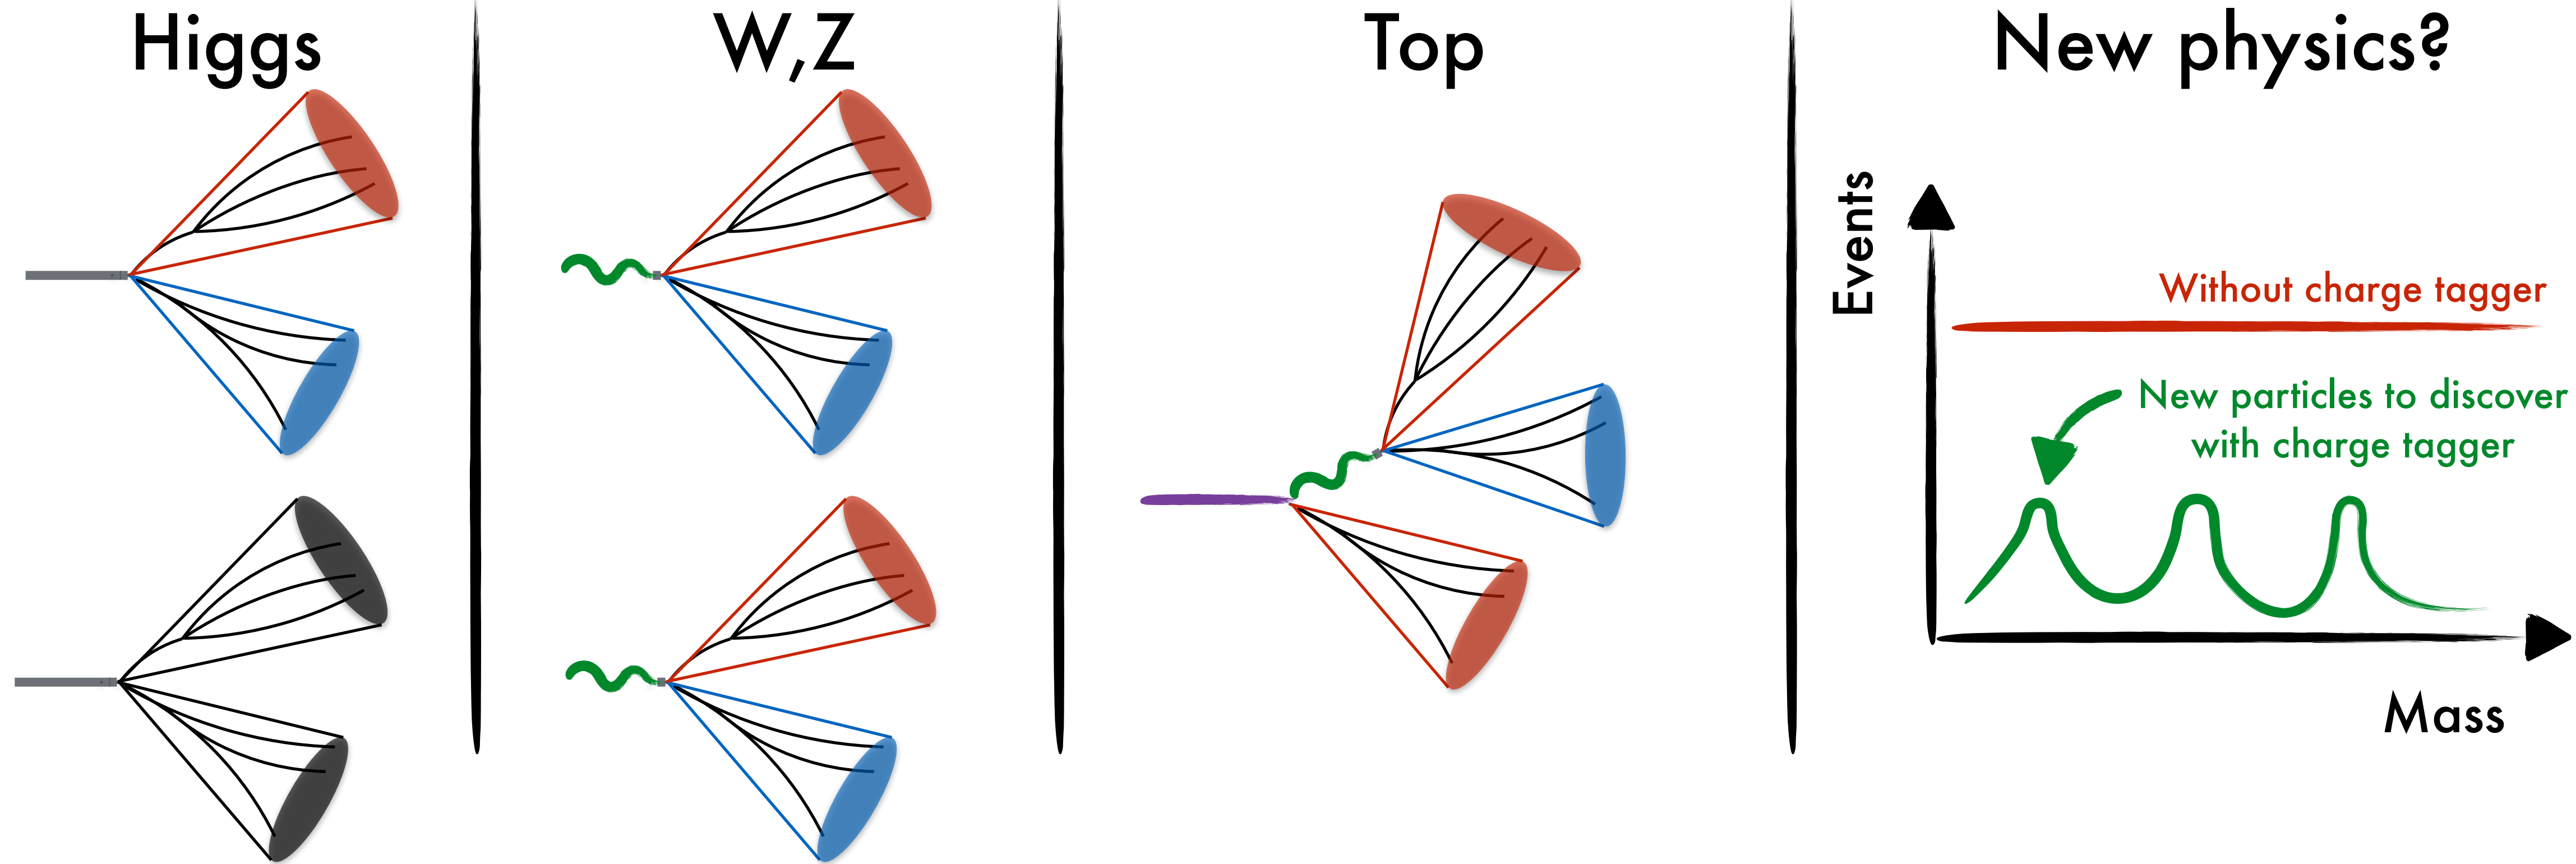 Higgs
W,Z
Top
New physics?
Events
Without charge tagger
New particles to discover
with charge tagger
Mass